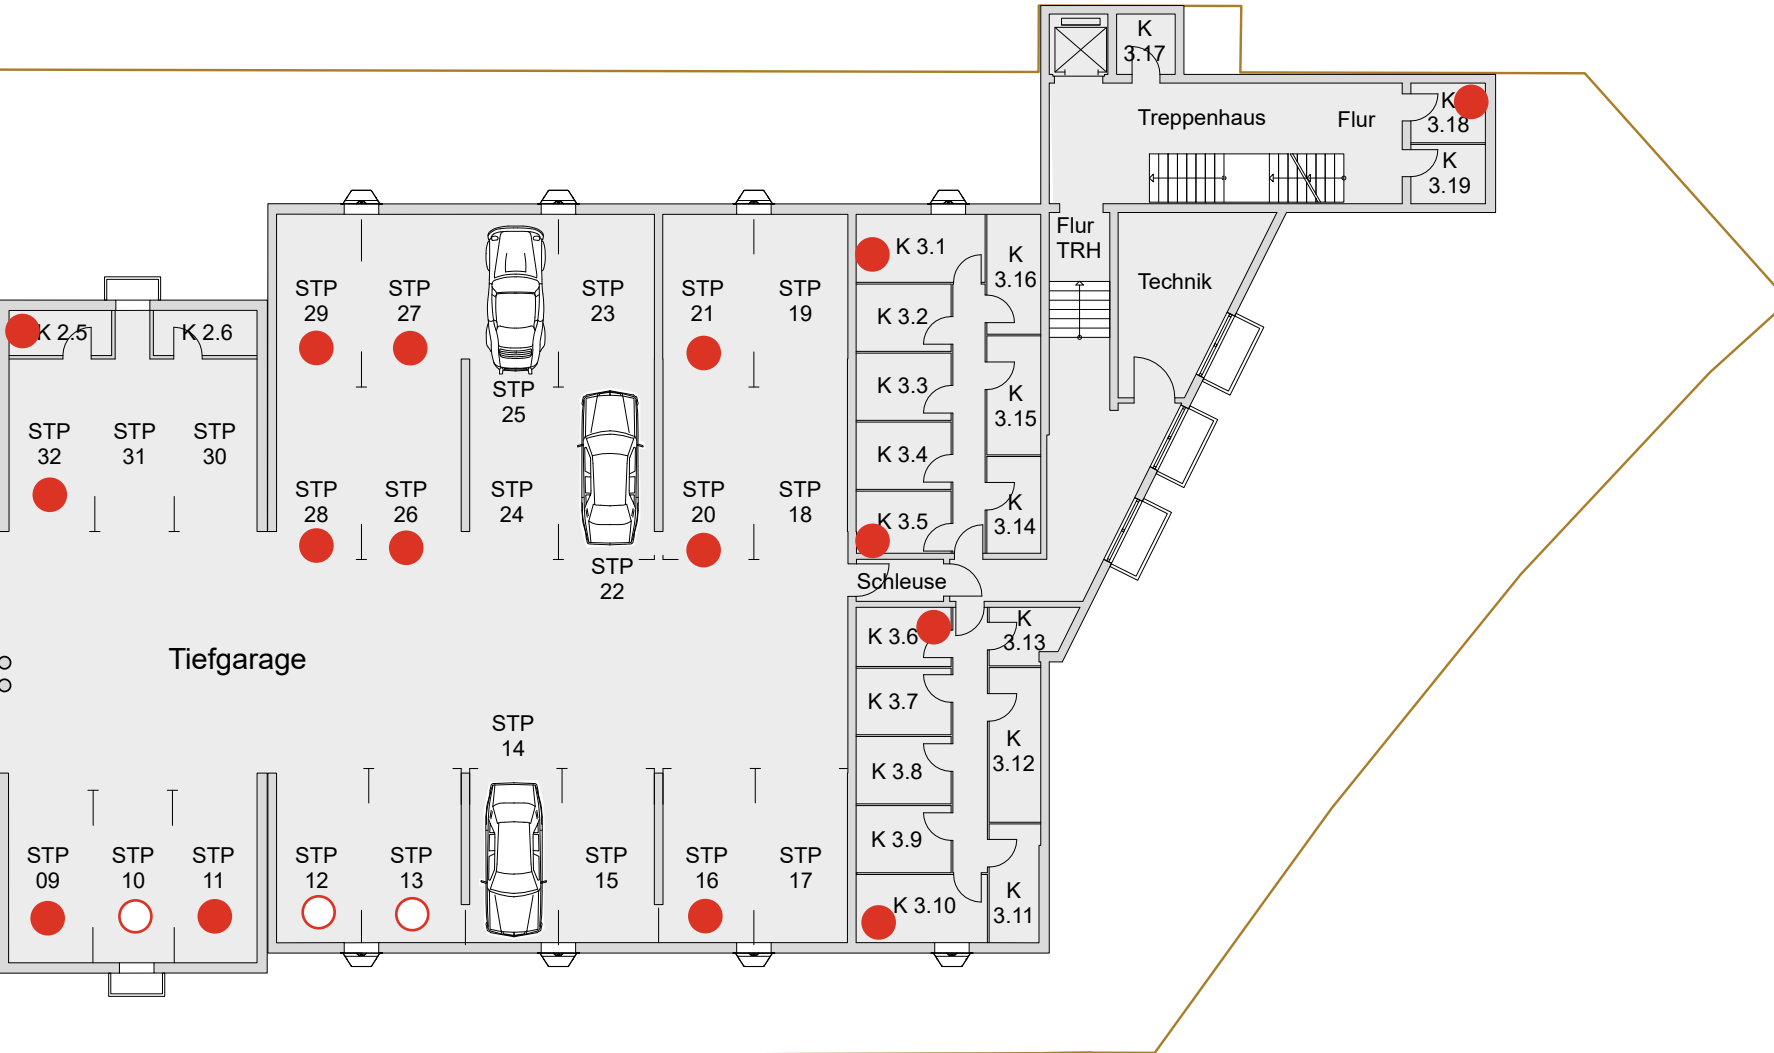 K
3.17
Treppenhaus
Flur
K
3.18
K
3.19
Flur
TRH
Technik
K 3.1
K
3.16
K 3.2
K 3.3
K
3.15
K 3.4
K 3.5
K
3.14
STP
29
STP
27
STP
25
STP
23
STP
21
STP
19
K 2.5
K 2.6
STP
32
STP
31
STP
30
STP
28
STP
26
STP
24
STP
22
STP
20
STP
18
Schleuse
Tiefgarage
K 3.6
K
3.13
K 3.7
K
3.12
K 3.8
K 3.9
K 3.10
K
3.11
STP
14
STP
09
STP
10
STP
11
STP
12
STP
13
STP
15
STP
16
STP
17